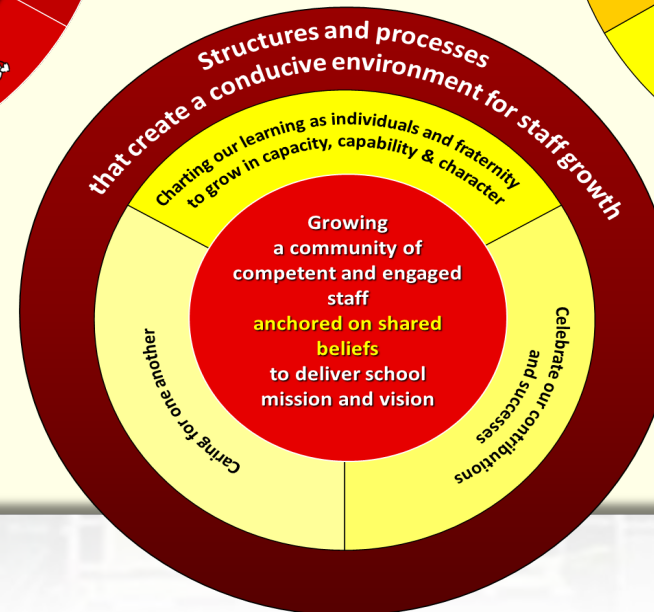 Structures and processes
that create a conducive environment for staff growth
Charting our learning as individuals and fraternity
to grow in capacity, capability & character
Growing
a community of
competent and engaged
staff
anchored on shared
beliefs
to deliver school
mission and vision
Caring for one another
Celebrate our contributions
and successes